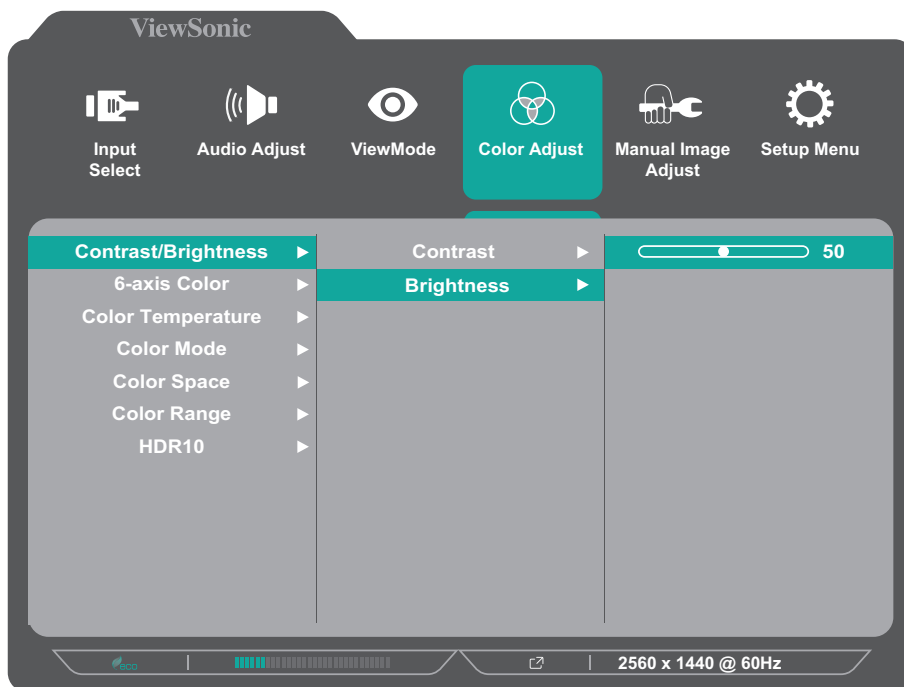 ViewSonic
Input
Select
Audio Adjust
ViewMode
Color Adjust
Manual Image
Adjust
Setup Menu
Contrast/Brightness
6-axis Color
Color Temperature
Color Mode
Color Space
Color Range
HDR10
Contrast
Brightness
50
eco
2560 x 1440 @ 60Hz